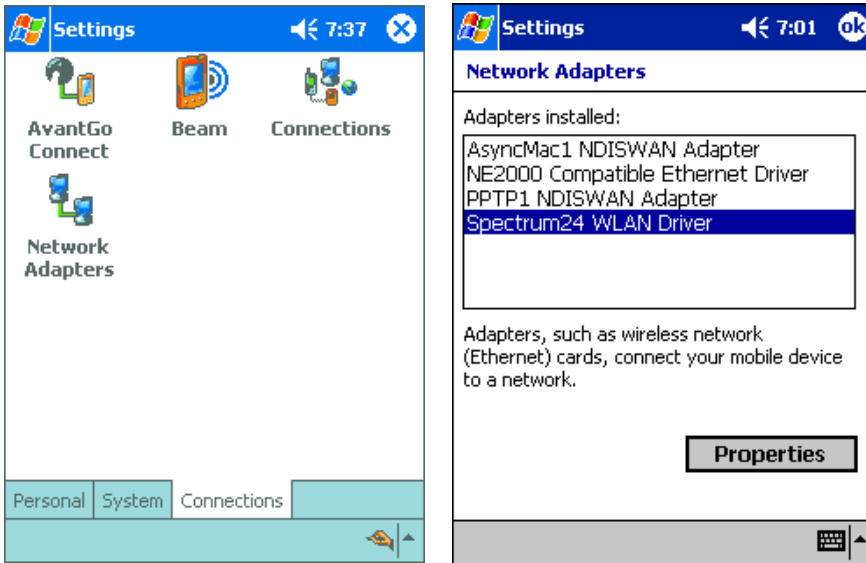 Settings 7:37
AvantGo
Connect
Beam
Connections
Network
Adapters
Personal System Connections
Settings 7:01 ok
Network Adapters
Adapters installed:
AsyncMac1 NDISWAN Adapter
NE2000 Compatible Ethernet Driver
PPTP1 NDISWAN Adapter
Spectrum24 WLAN Driver
Adapters, such as wireless network
(Ethernet) cards, connect your mobile device
to a network.
Properties